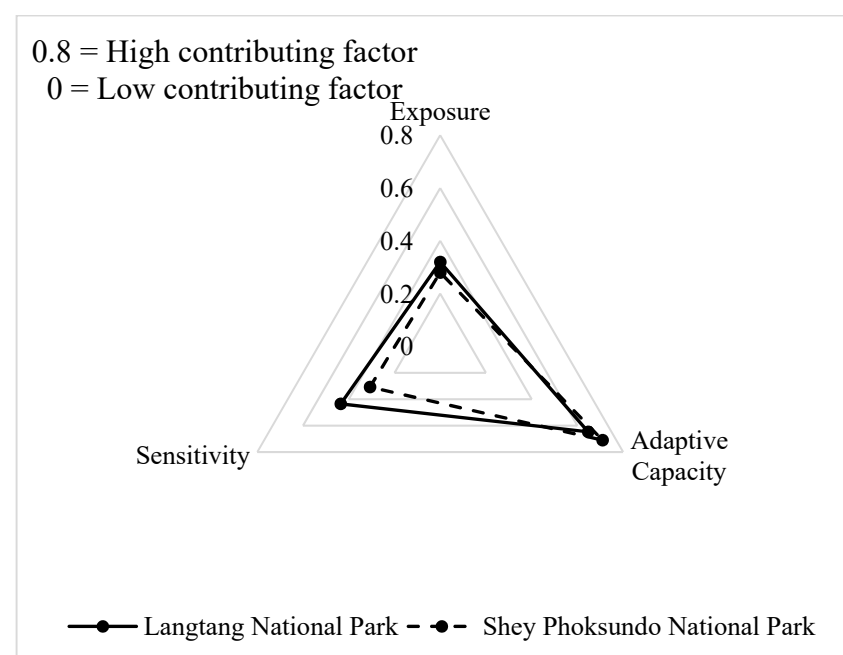 0.8 = High contributing factor
0 = Low contributing factor
Exposure
0.8
0.6
0.4
0.2
0
Sensitivity
Adaptive
Capacity
Langtang National Park
Shey Phoksundo National Park